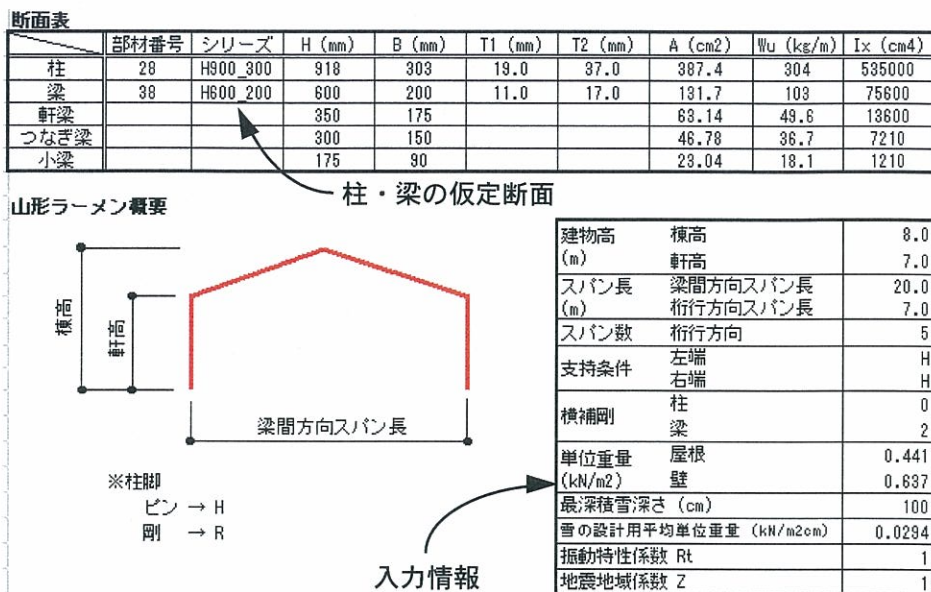 断面表
部材番号 シリーズ H (mm) B (mm) T1 (mm) T2 (mm) A (cm2) Wu (kg/m) Ix (cm4)
柱 28 H900_300 918 303 19.0 37.0 387.4 304 535000
梁 38 H600_200 600 200 11.0 17.0 131.7 103 75600
軒梁 350 175 63.14 49.6 13600
つなぎ梁 300 150 46.78 36.7 7210
小梁 175 90 23.04 18.1 1210
柱・梁の仮定断面
山形ラーメン概要
棟高
軒高
梁間方向スパン長
※柱脚
ピン → H
剛 → R
入力情報
建物高 棟高 8.0
(m) 軒高 7.0
スパン長 梁間方向スパン長 20.0
(m) 桁行方向スパン長 7.0
スパン数 桁行方向 5
支持条件 左端 H
右端 H
横補剛 柱 0
梁 2
単位重量 屋根 0.441
(kN/m2) 壁 0.637
最深積雪深さ (cm) 100
雪の設計用平均単位重量 (kN/m2cm) 0.0294
振動特性係数 Rt 1
地震地域係数 Z 1